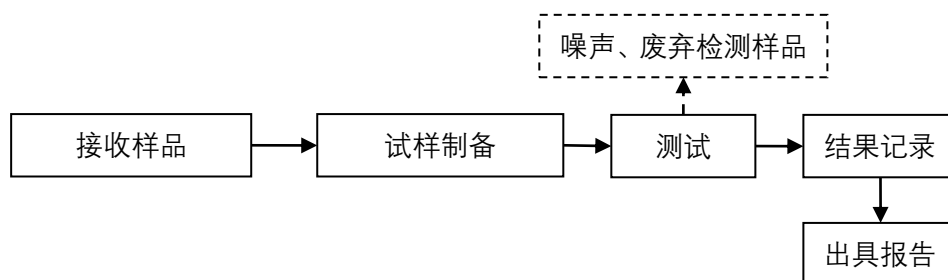 噪声、废弃检测样品
接收样品
试样制备
测试
结果记录
出具报告